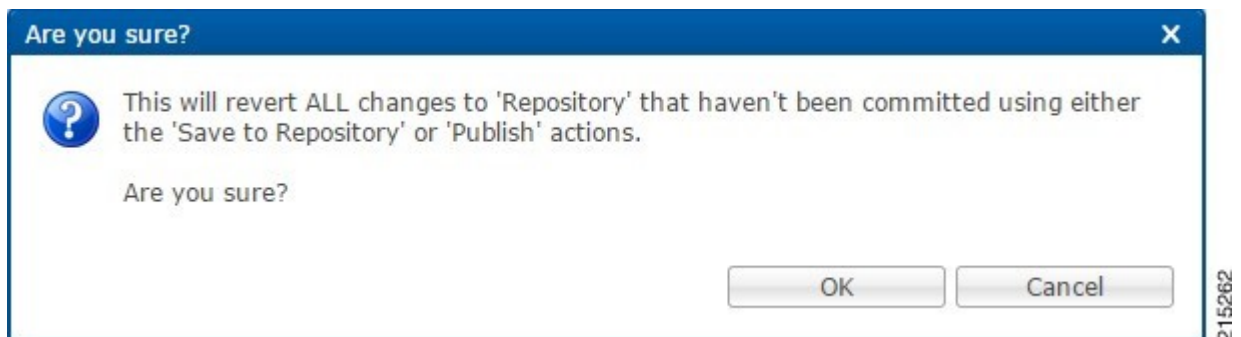 Are you sure?
This will revert ALL changes to 'Repository' that haven't been committed using either
the 'Save to Repository' or 'Publish' actions.
Are you sure?
OK
Cancel
215262